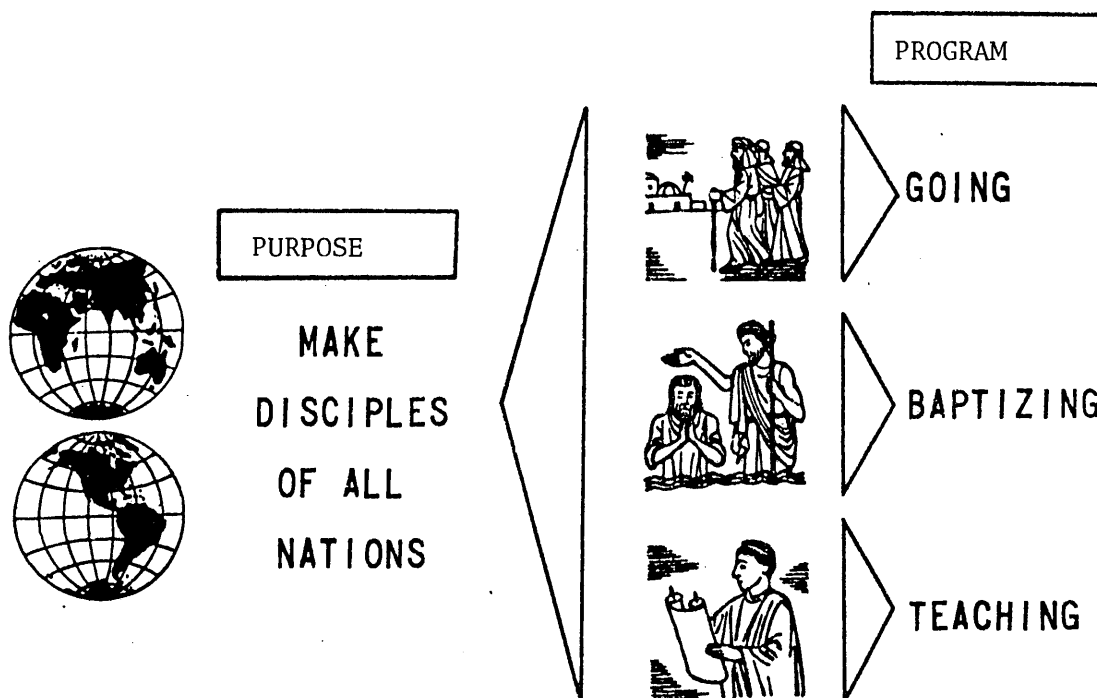 PROGRAM
PURPOSE
MAKE
DISCIPLES
OF ALL
NATIONS
GOING
BAPTIZING
TEACHING